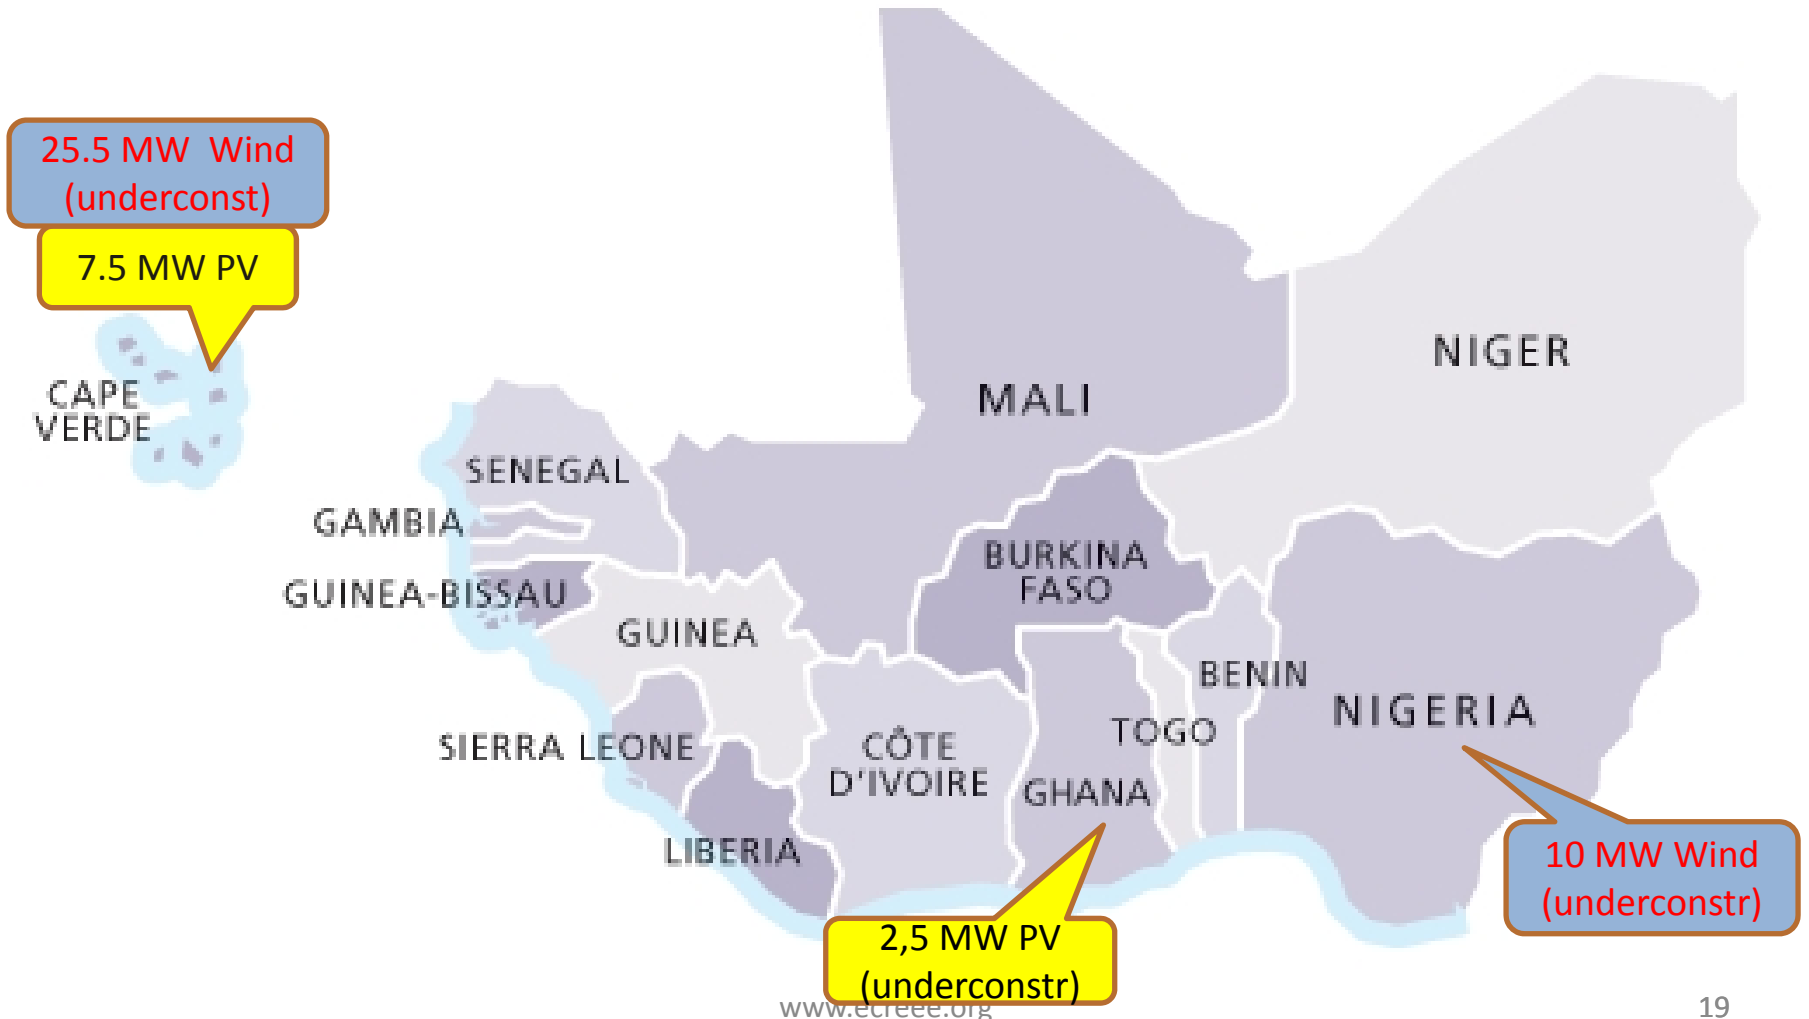 25.5 MW  Wind
(underconst)
7.5 MW PV
CAPE
VERDE
NIGER
MALI
SENEGAL
GAMBIA
GUINEA-BISSAU
GUINEA
BURKINA
FASO
BENIN
NIGERIA
TOGO
SIERRA LEONE
CÔTE
D'IVOIRE
GHANA
LIBERIA
10 MW Wind
(underconstr)
2,5 MW PV
(underconstr)
www.ecreee.org
19